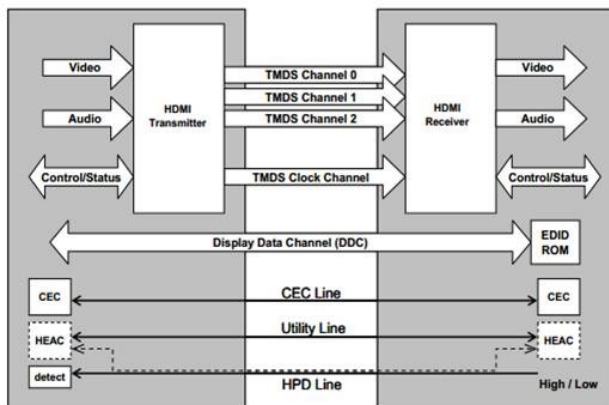 Video
Audio
Control/Status
HDMI
Transmitter
TMDS Channel 0
TMDS Channel 1
TMDS Channel 2
TMDS Clock Channel
HDMI
Receiver
Video
Audio
Control/Status
Display Data Channel (DDC)
EDID
ROM
CEC
CEC Line
CEC
HEAC
Utility Line
HEAC
detect
HPD Line
High / Low